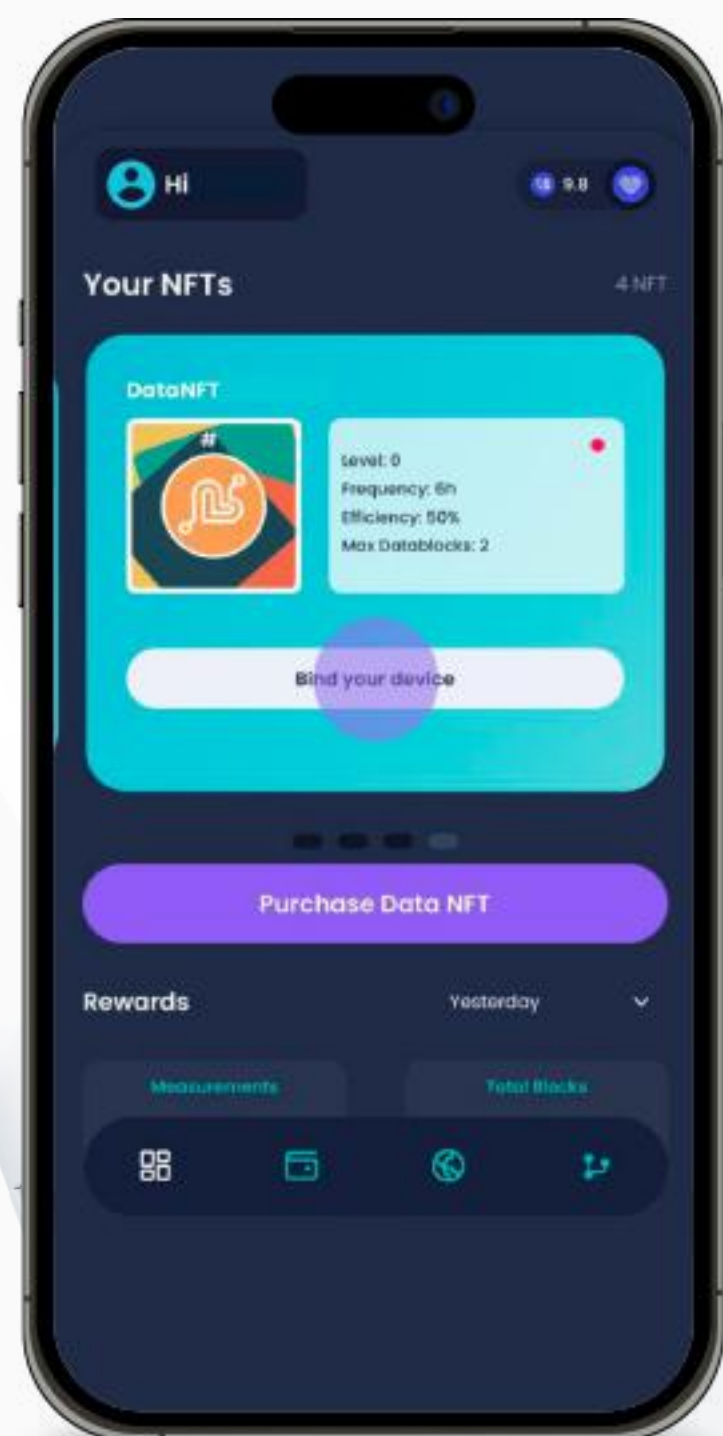 Hi
9.8
Your NFTs
4 NFT
DataNFT
#
Level: 0
Frequency: 6h
Efficiency: 50%
Max Datablocks: 2
Bind your device
Purchase Data NFT
Rewards
Yesterday
Measurements
Total Blocks